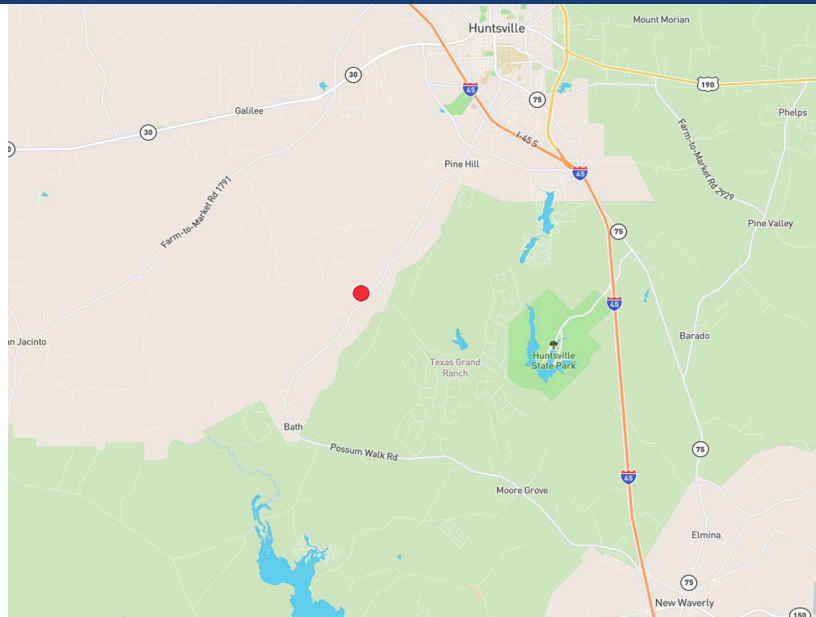 Mount Morian
Huntsville
30
190
45
75
Galilee
Phelps
30
0
I-45 S
Farm-to-Market Rd 2929
Pine Hill
45
Farm-to-Market Rd 1791
75
Pine Valley
45
Barado
nn Jacinto
Huntsville
State Park
Texas Grand
Ranch
Bath
Possum Walk Rd
75
45
Moore Grove
Elmina
75
New Waverly
150